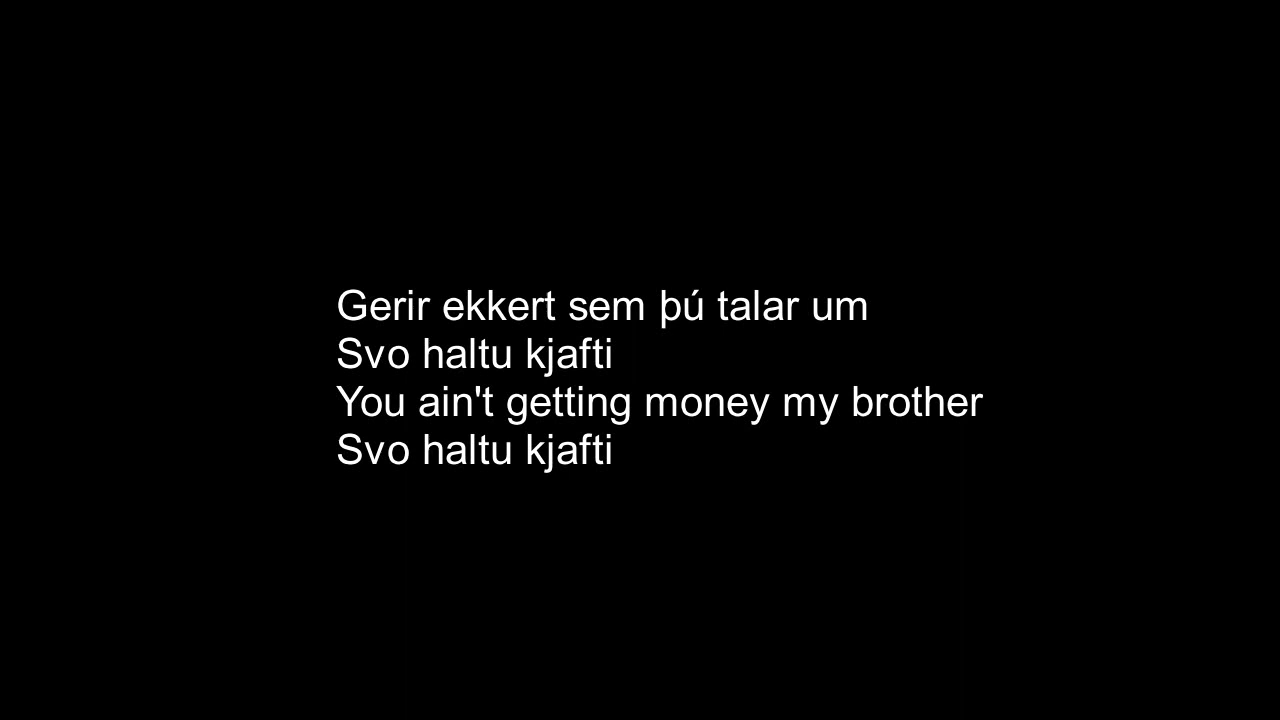 Gerir ekkert sem þú talar um
Svo haltu kjafti
You ain't getting money my brother
Svo haltu kjafti